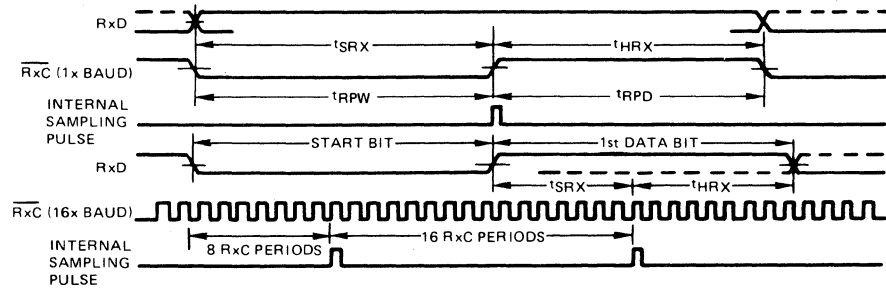 RxD
tSRX
tHRX
RxC (1x BAUD)
tRPW
tRPD
INTERNAL
SAMPLING
PULSE
START BIT
1st DATA BIT
RxD
tSRX
tHRX
RxC (16x BAUD)
8 RxC PERIODS
16 RxC PERIODS
INTERNAL
SAMPLING
PULSE